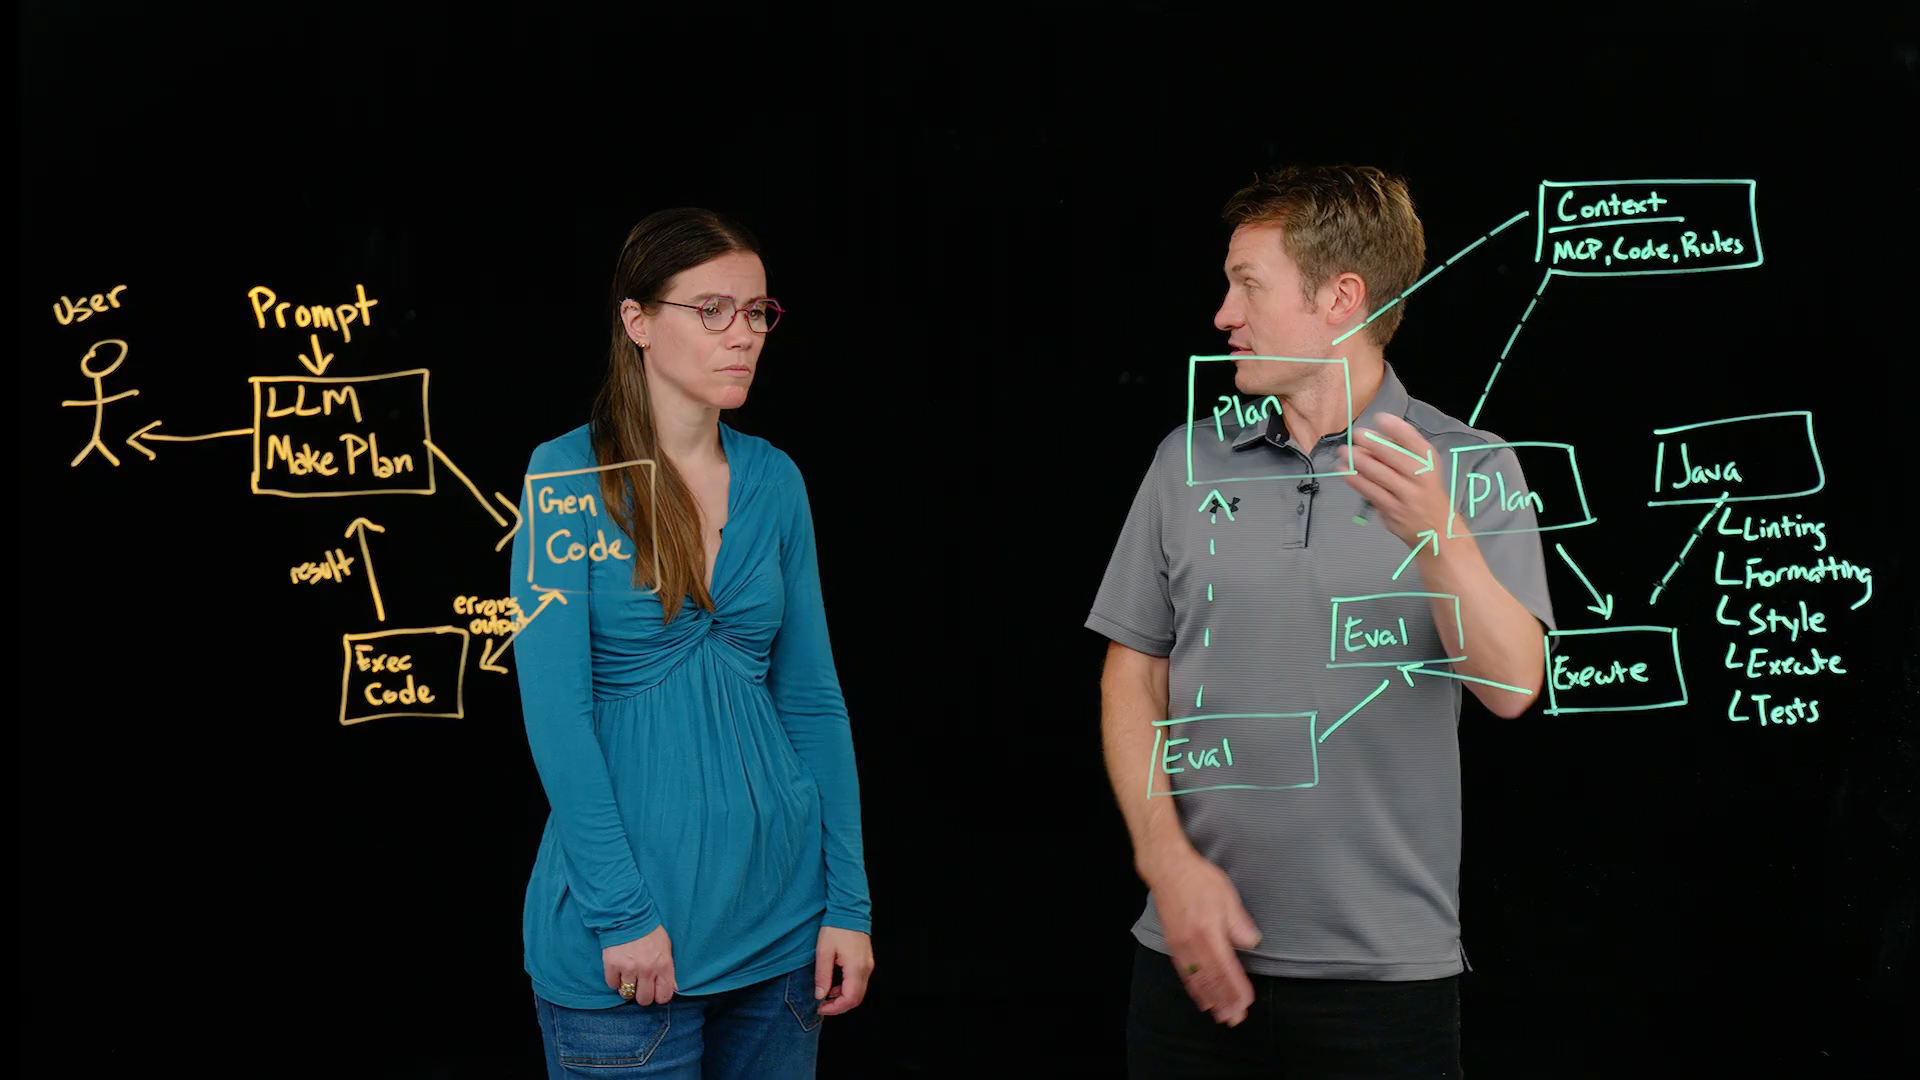 User
Prompt
LLM
Make Plan
Gen
Code
result
errors,
output
Exec
Code
Context
MCP, Code, Rules
Plan
Plan
Eval
Eval
Execute
Java
Linting
Formatting
Style
Execute
Tests